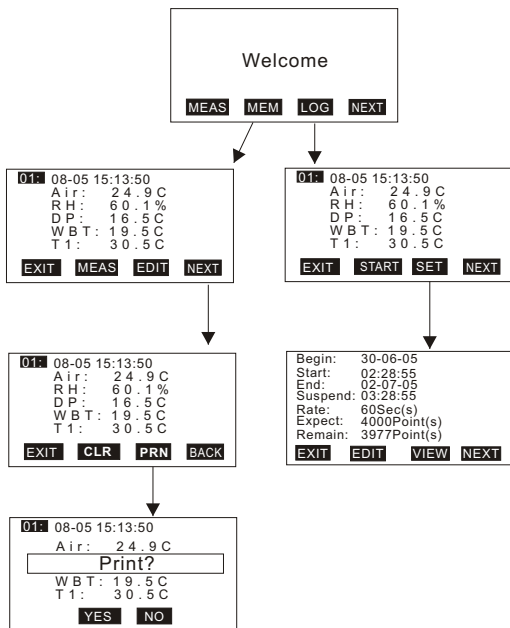 Welcome
MEAS MEM LOG NEXT
01: 08-05 15:13:50
Air: 24.9C
RH: 60.1%
DP: 16.5C
WBT: 19.5C
T1: 30.5C
EXIT MEAS EDIT NEXT
01: 08-05 15:13:50
Air: 24.9C
RH: 60.1%
DP: 16.5C
WBT: 19.5C
T1: 30.5C
EXIT START SET NEXT
01: 08-05 15:13:50
Air: 24.9C
RH: 60.1%
DP: 16.5C
WBT: 19.5C
T1: 30.5C
EXIT CLR PRN BACK
Begin: 30-06-05
Start: 02:28:55
End: 02-07-05
Suspend: 03:28:55
Rate: 60Sec(s)
Expect: 4000Point(s)
Remain: 3977Point(s)
EXIT EDIT VIEW NEXT
01: 08-05 15:13:50
Air: 24.9C
Print?
WBT: 19.5C
T1: 30.5C
YES NO